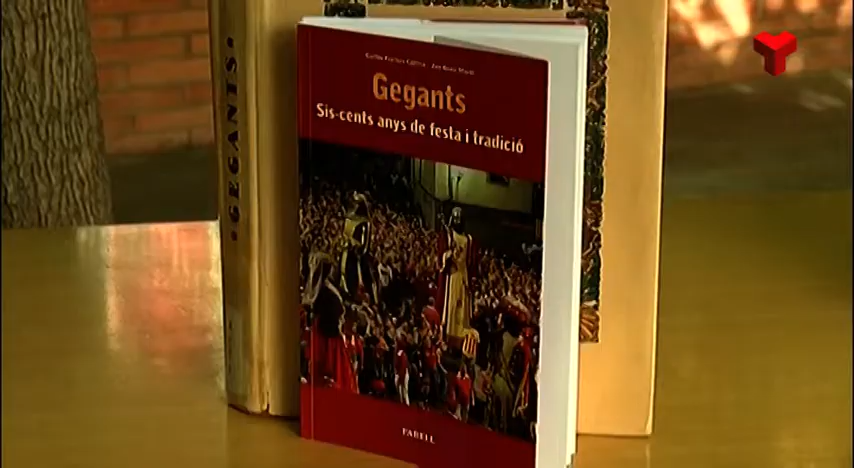 GEGANTS
Gegants
Sis-cents anys de festa i tradició
FARELL